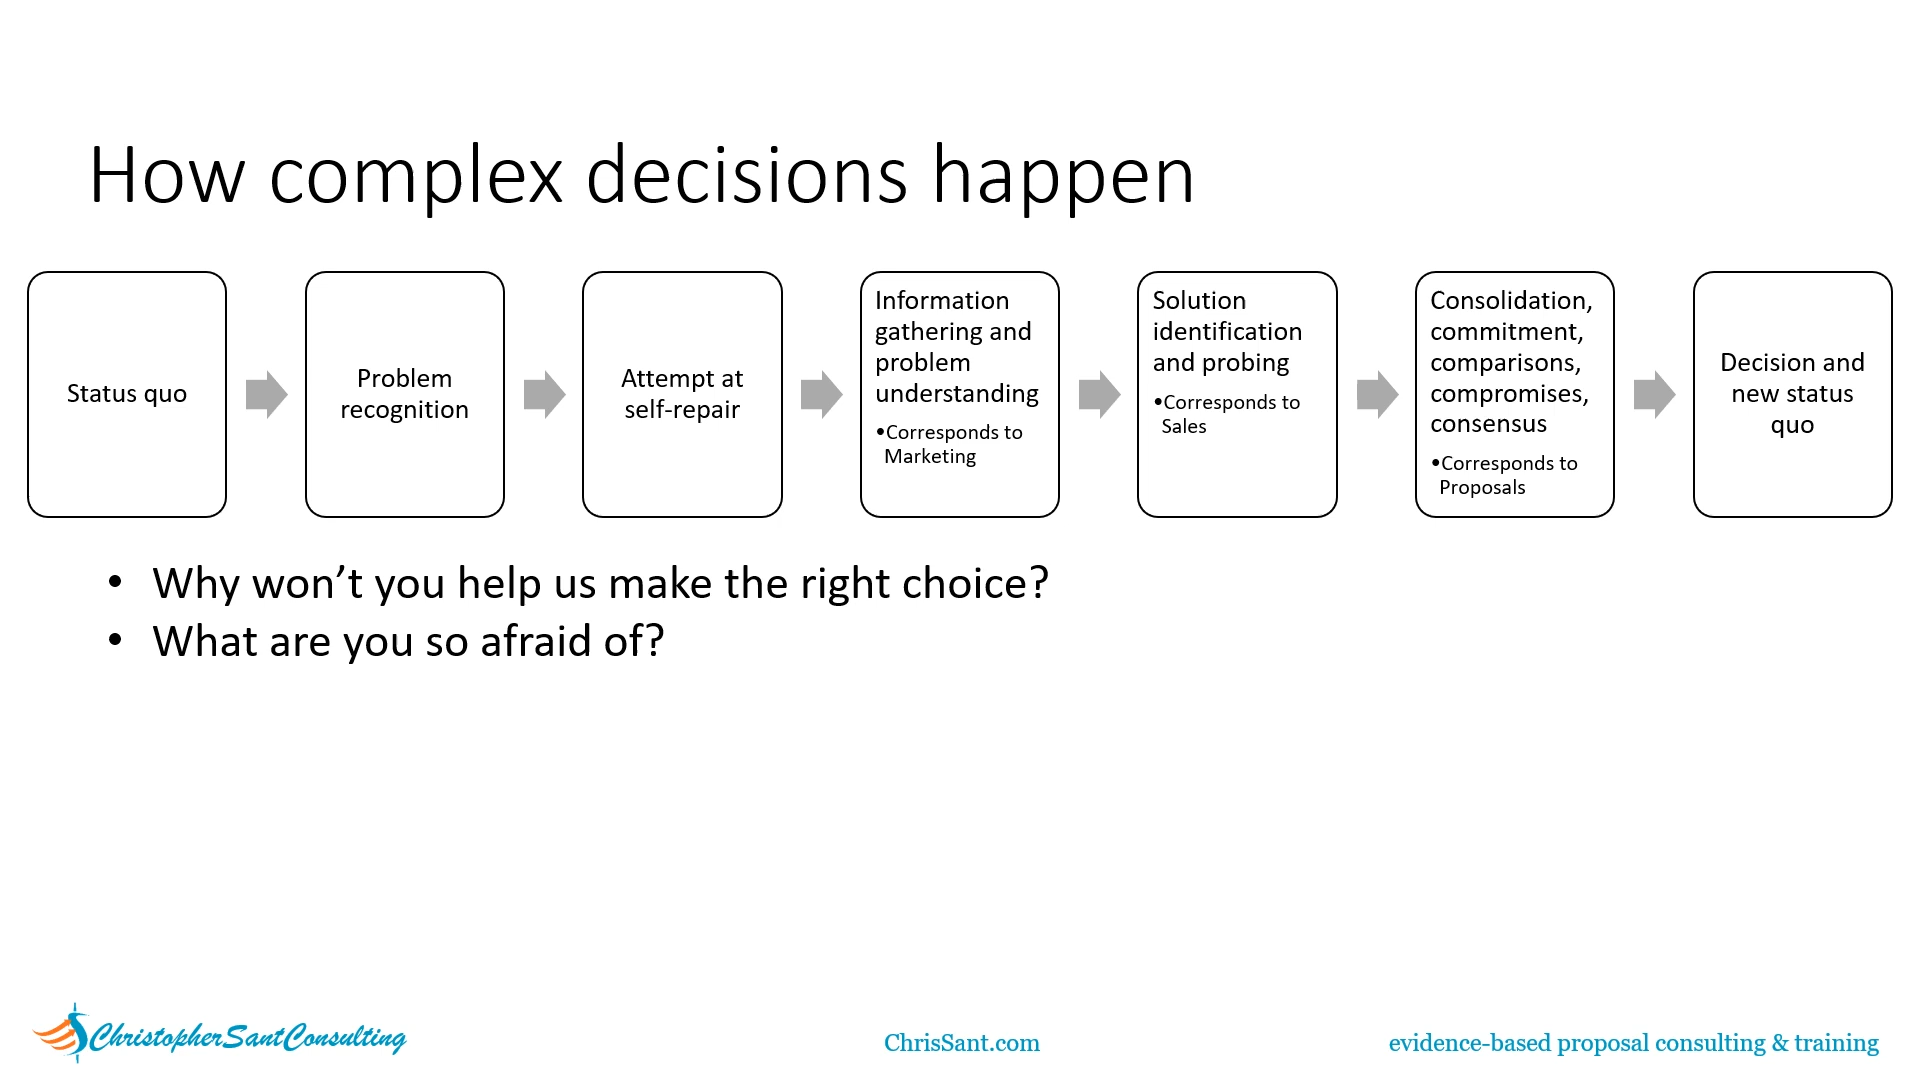 How complex decisions happen
Status quo
Problem
recognition
Attempt at
self-repair
Information
gathering and
problem
understanding
•Corresponds to
Marketing
Solution
identification
and probing
•Corresponds to
Sales
Consolidation,
commitment,
comparisons,
compromises,
consensus
•Corresponds to
Proposals
Decision and
new status
quo
• Why won’t you help us make the right choice?
• What are you so afraid of?
ChristopherSantConsulting
ChrisSant.com
evidence-based proposal consulting & training